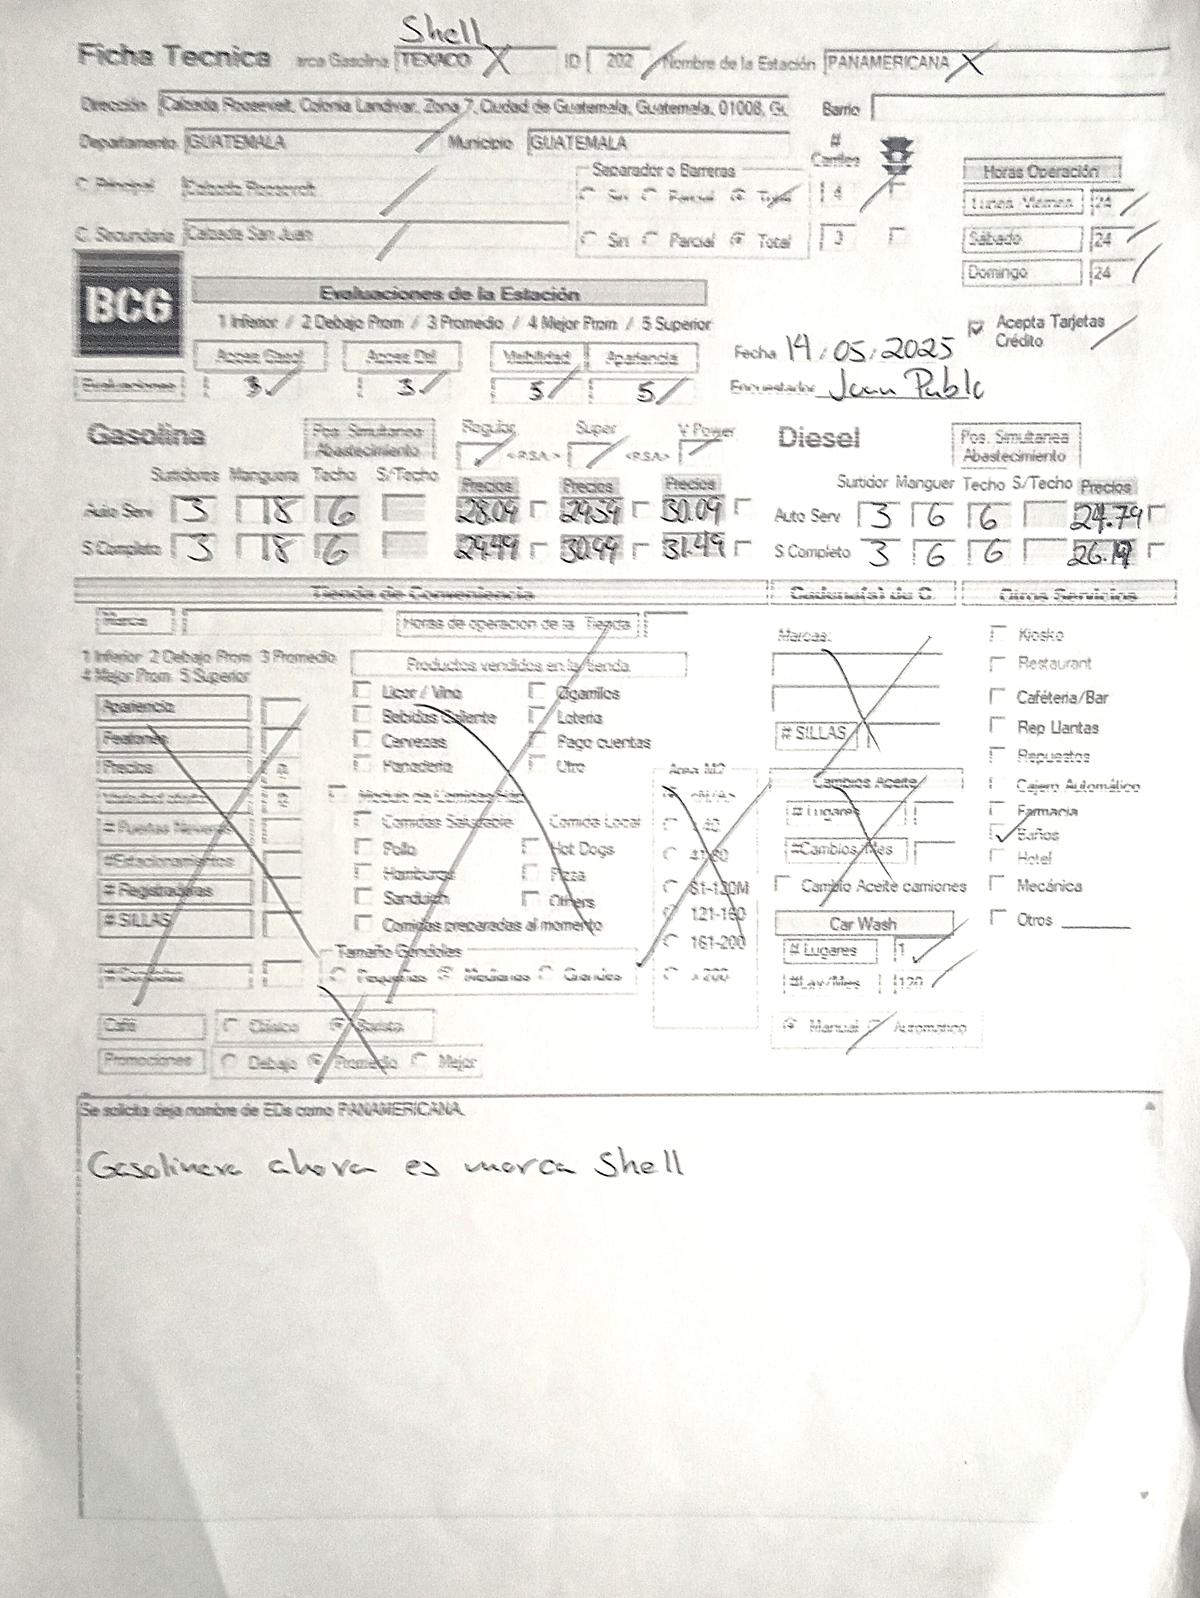 Shell
Ficha Tecnica arca Gasolina TEXACO X ID 202 Nombre de la Estación PANAMERICANA X
Dirección Calzada Roosevelt, Colonia Landivar, Zona 7, Ciudad de Guatemala, Guatemala, 01008, Gu Barrio
Departamento GUATEMALA Municipio GUATEMALA # Carriles
Separador o Barreras Horas Operación
C. Principal Calzada Roosevelt Sin Parcial Total 4 Lunes - Viernes 24
C. Secundaria Calzada San Juan Sin Parcial Total 3 Sábado 24
Domingo 24
BCG Evaluaciones de la Estación
1 Inferior / 2 Debajo Prom / 3 Promedio / 4 Mejor Prom / 5 Superior
Acepta Tarjetas Crédito
Acceso Gasol Acceso Dsl Visibilidad Apariencia Fecha 14/05/2025
Evaluaciones 3 3 5 5 Encuestador Juan Pablo
Gasolina Pos. Simultanea Abastecimiento Regular <P.S.A.> Super <P.S.A.> V Power Diesel Pos. Simultanea Abastecimiento
Surtidores Manguera Techo S/Techo Precios Precios Precios Surtidor Manguer Techo S/Techo Precios
Auto Serv 3 18 6 28.09 29.59 30.09 Auto Serv 3 6 6 24.79
S Completo 3 18 6 29.49 30.99 31.49 S Completo 3 6 6
Tienda de Conveniencia Cadena(s) de C. Otros Servicios
Marca Horas de operación de la Tienda Marcas: Kiosko
1 Inferior 2 Debajo Prom 3 Promedio Productos vendidos en la tienda Restaurant
4 Mejor Prom 5 Superior
Apariencia Licor / Vino Cigarrilos Caféteria/Bar
Bebidas Caliente Loteria # SILLAS Rep Llantas
Faltantes Cervezas Pago cuentas Repuestos
Precios Panaderia Otro Area M2 Cambios Aceite Cajero Automático
Modulo de Comidas <N/A> # Lugares Farmacia
# Puertas Neveras Comidas Saludable Comida Local Baños
#Estacionamientos Pollo Hot Dogs 41-80 #Cambios/Mes Hotel
# Registradoras Hamburg Pizza 81-120M Cambio Aceite camiones Mecánica
# SILLAS Sandwich Others 121-160 Car Wash Otros
Comidas preparadas al momento 161-200 # Lugares 1
Tamaño Gondolas
# Gondolas Pequeñas Medianas Grandes >200 #Lav/Mes 120
Café Clásico Barista Manual Automatico
Promociones Debajo Promedio Mejor
Se solicita deja nombre de EDs como PANAMERICANA.
Gasolinera ahora es marca Shell